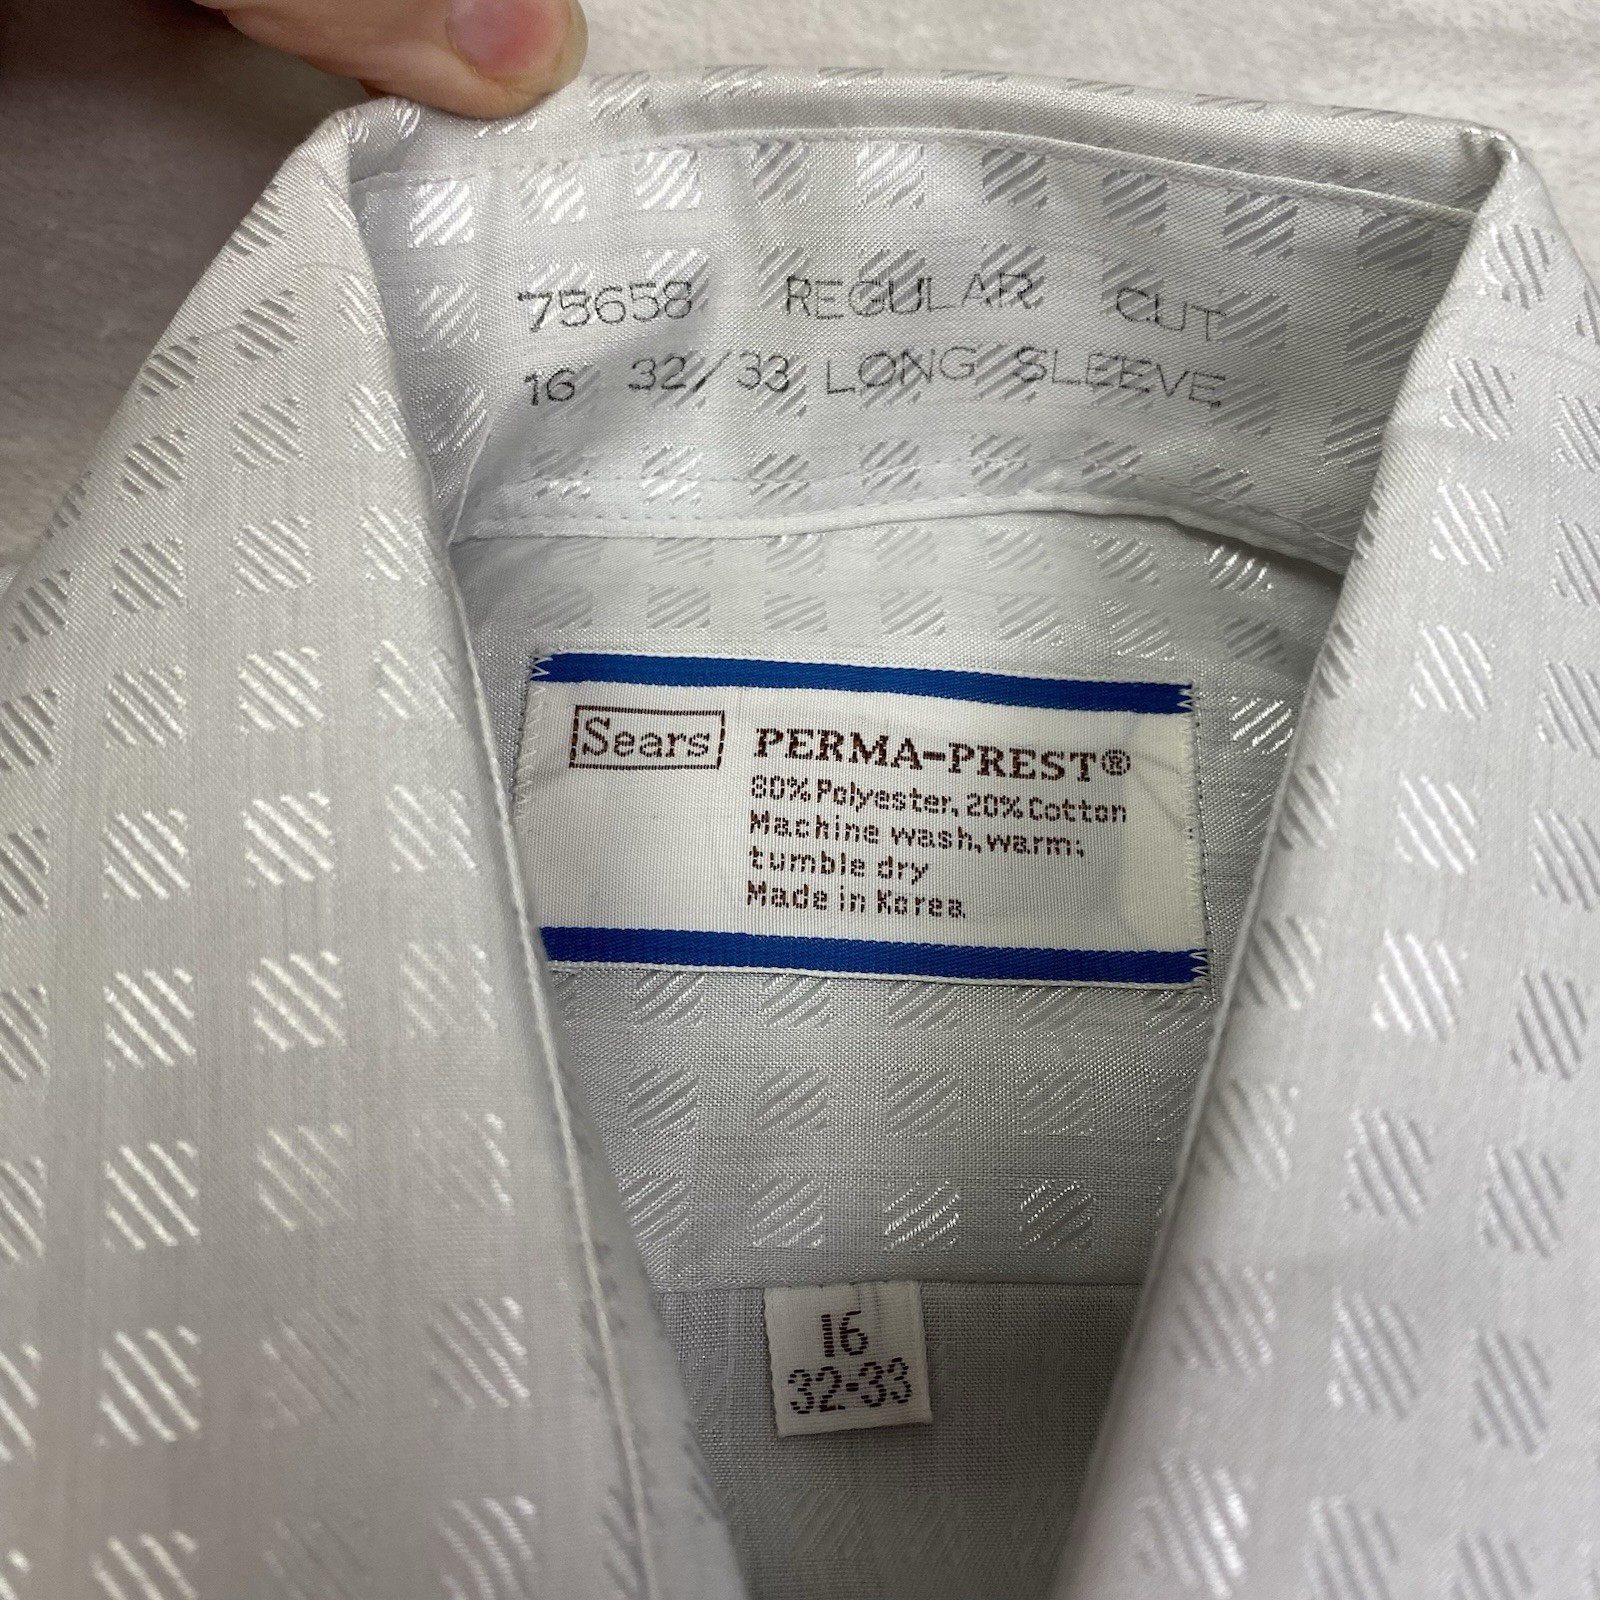 75658 REGULAR CUT
16 32/33 LONG SLEEVE
Sears PERMA-PREST®
80% Polyester, 20% Cotton
Machine wash, warm;
tumble dry
Made in Korea
16
32-33